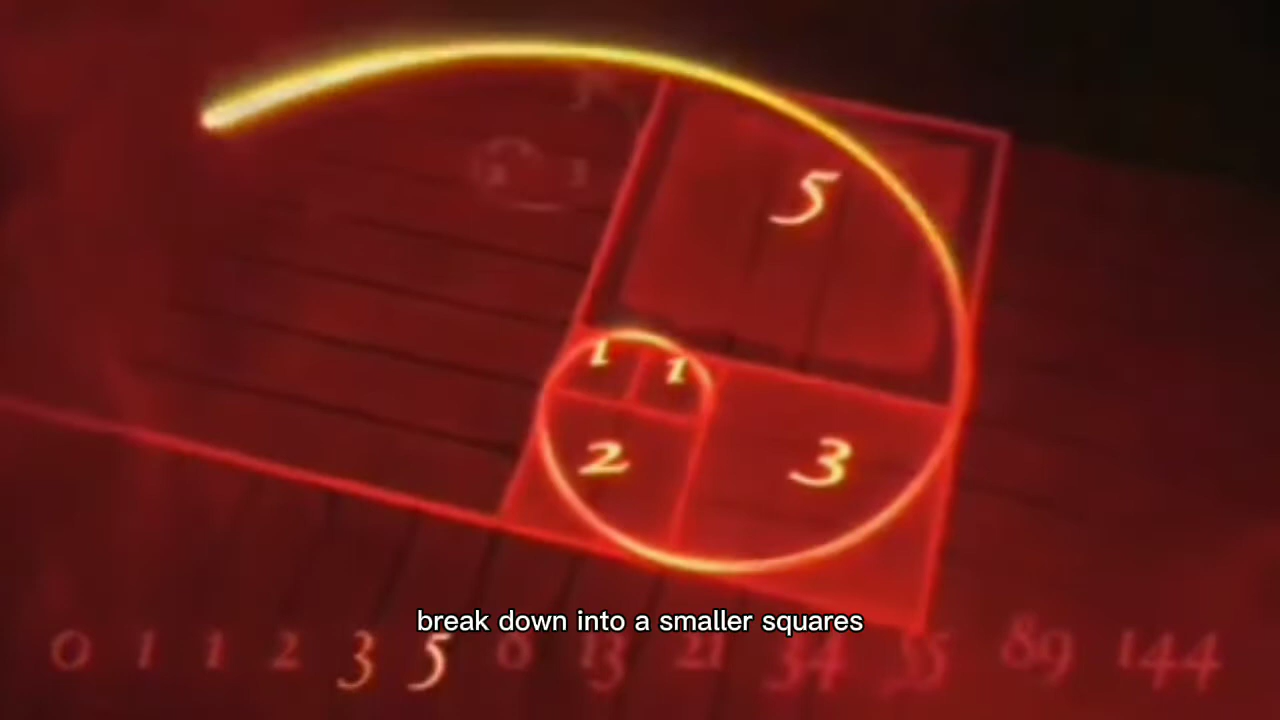 5
1 1
2 3
break down into a smaller squares
0 1 1 2 3 5 8 13 21 34 55 89 144